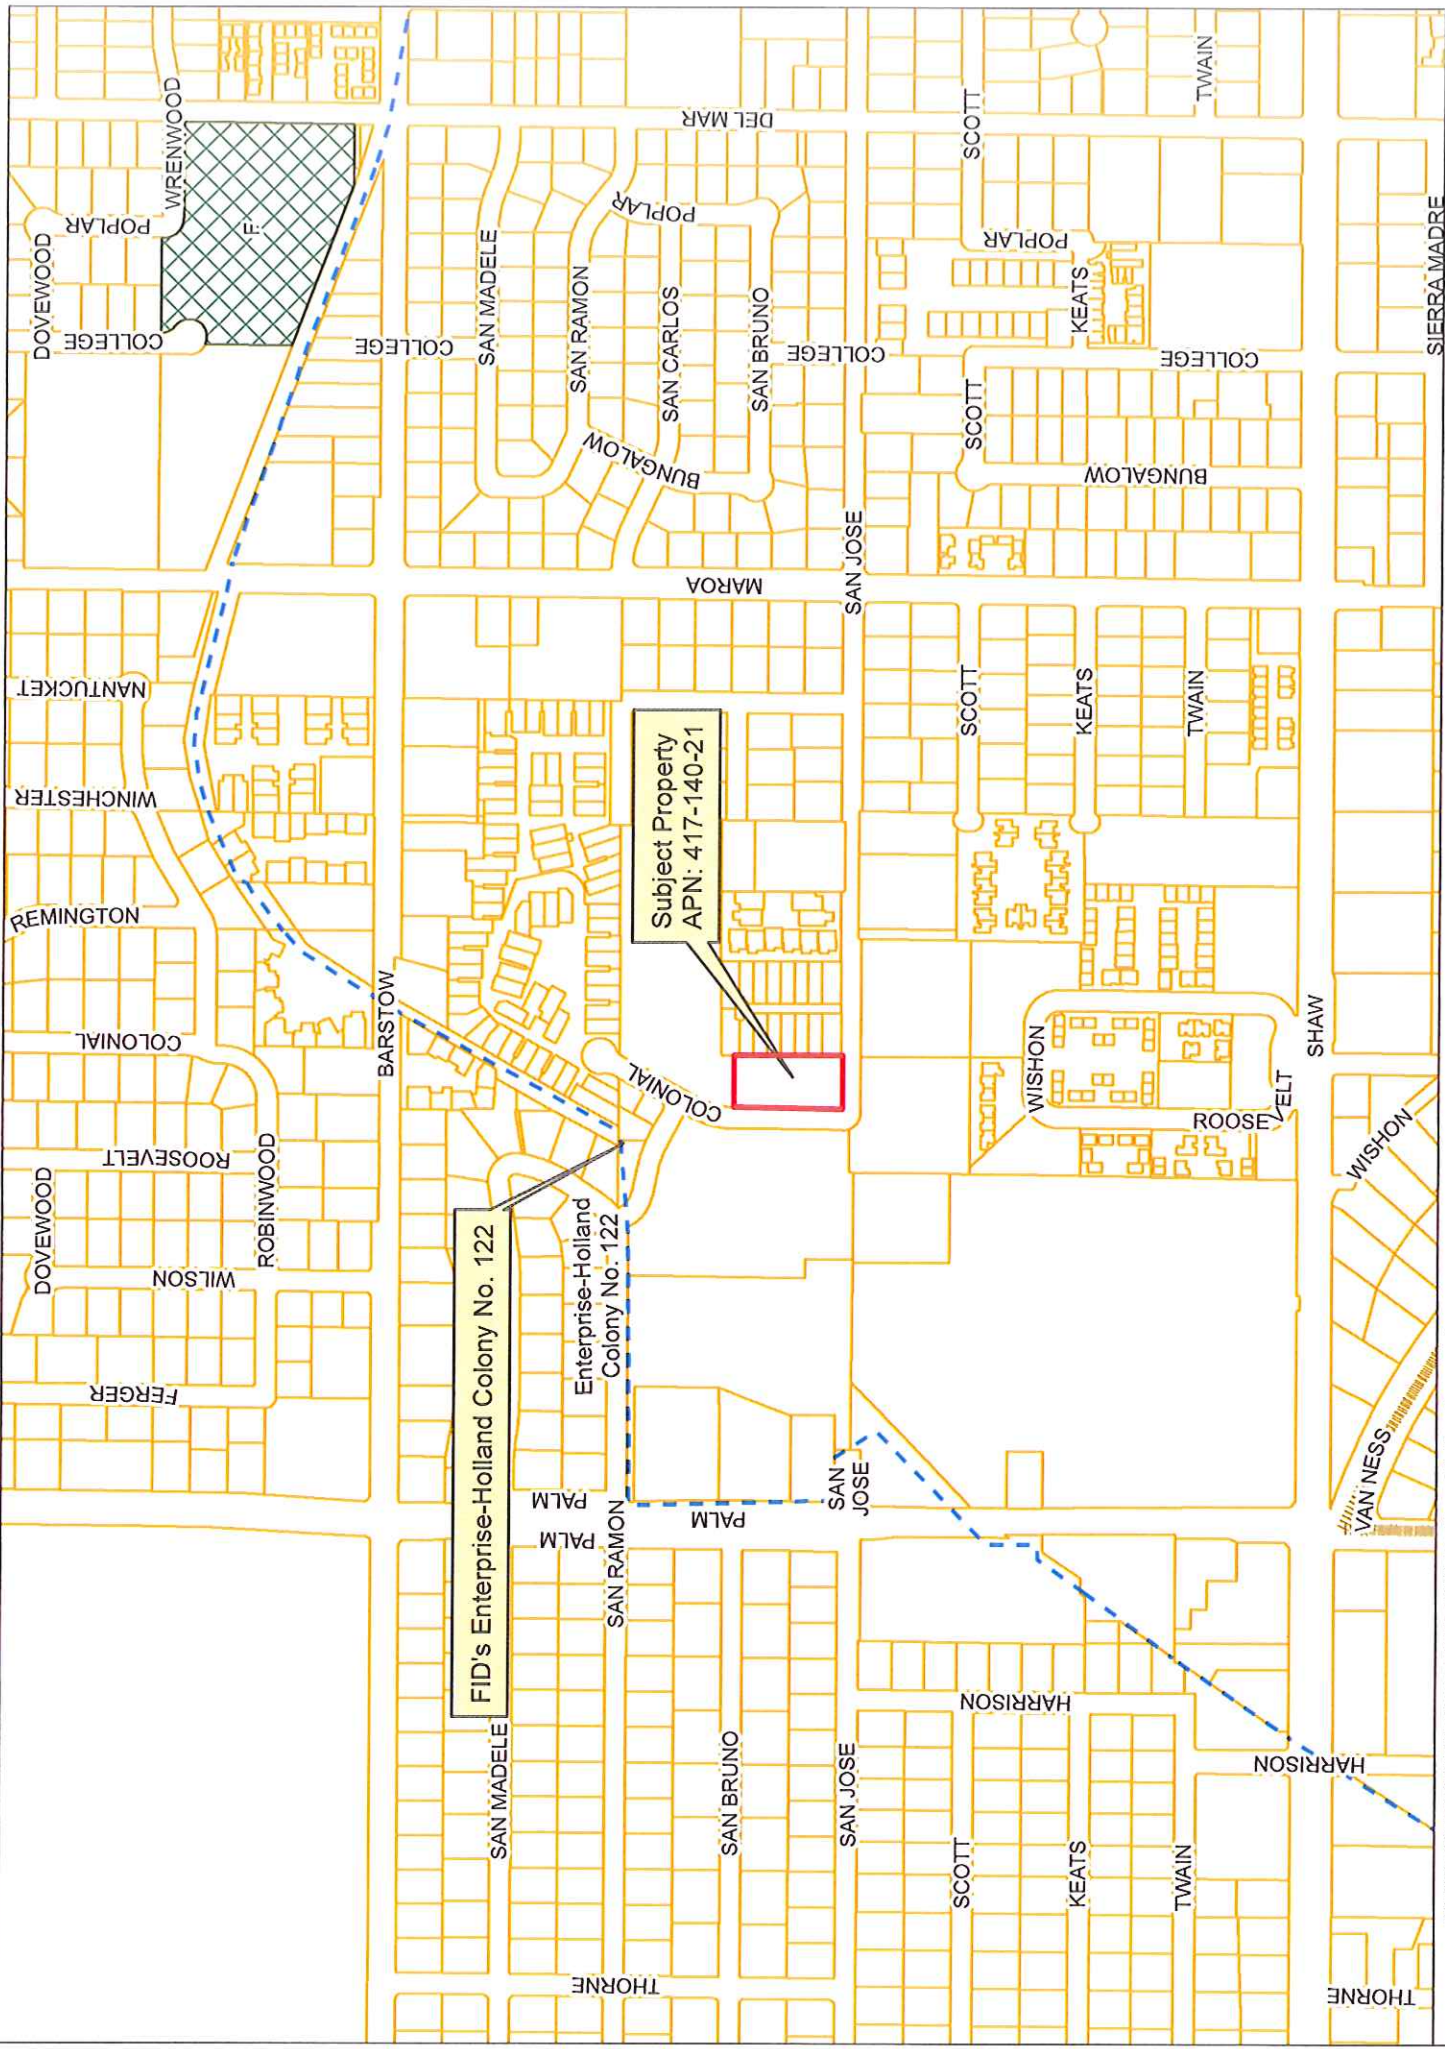 WRENWOOD
POPLAR
DOVEWOOD
COLLEGE
F
DEL MAR
SCOTT
TWAIN
SAN MADELE
SAN RAMON
POPLAR
SAN CARLOS
SAN BRUNO
COLLEGE
COLLEGE
POPLAR
KEATS
COLLEGE
SIERRA MADRE
BUNGALOW
SCOTT
BUNGALOW
MAROA
SAN JOSE
NANTUCKET
WINCHESTER
REMINGTON
COLONIAL
BARSTOW
Subject Property
APN: 417-140-21
SCOTT
KEATS
TWAIN
COLONIAL
WISHON
SHAW
ROOSE
VELT
WISHON
ROOSEVELT
ROBINWOOD
DOVEWOOD
WILSON
FERGER
FID's Enterprise-Holland Colony No. 122
Enterprise-Holland
Colony No. 122
PALM
PALM
SAN RAMON
PALM
SAN
JOSE
VAN NESS
SAN MADELE
SAN BRUNO
SAN JOSE
HARRISON
HARRISON
SCOTT
KEATS
TWAIN
THORNE
THORNE